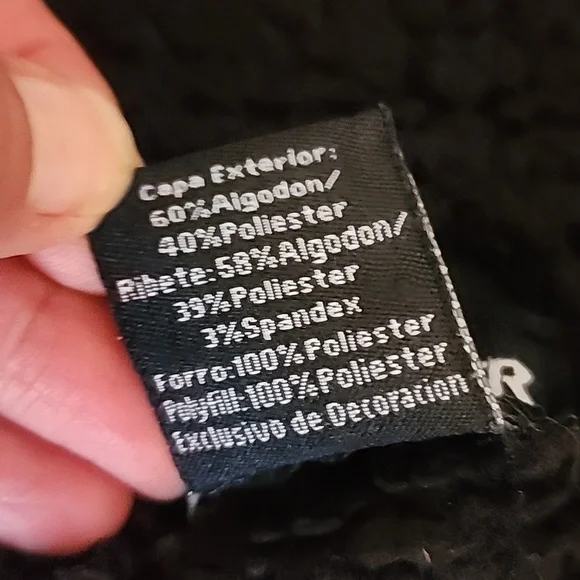 Capa Exterior:
60%Algodon/
40%Poliester
Ribete:58%Algodon/
39%Poliester
3%Spandex
Forro:100%Poliester
Polyfill:100%Poliester
Exclusivo de Decoration
R